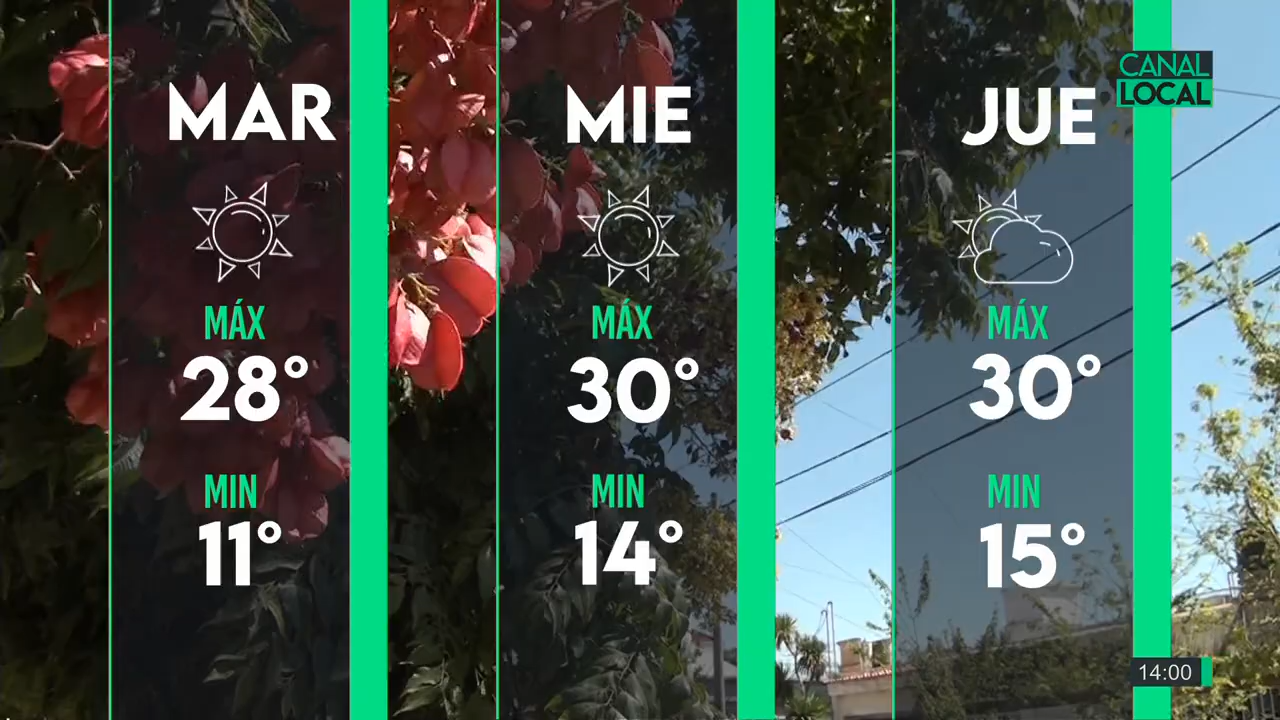 MAR
MÁX
28°
MIN
11°
MIE
MÁX
30°
MIN
14°
JUE
MÁX
30°
MIN
15°
CANAL
LOCAL
14:00